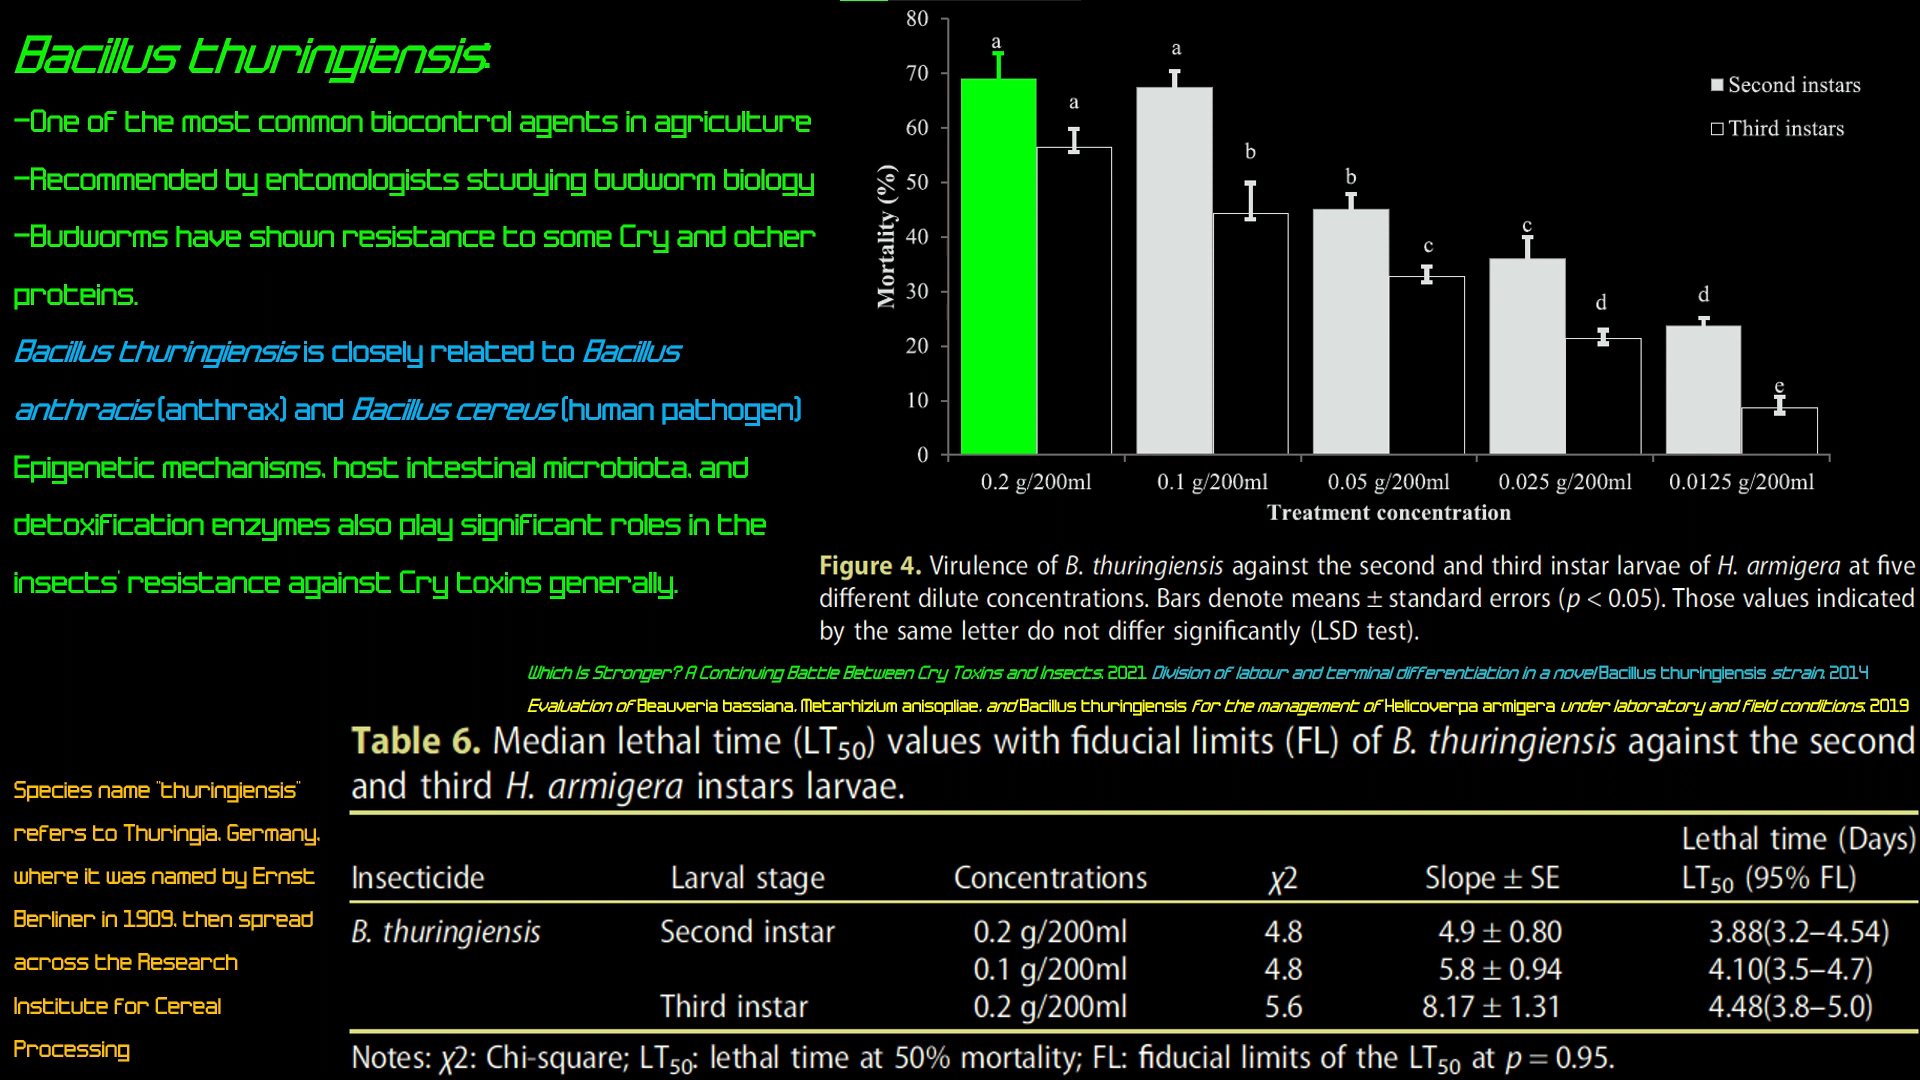 Bacillus thuringiensis:
-One of the most common biocontrol agents in agriculture
-Recommended by entomologists studying budworm biology
-Budworms have shown resistance to some Cry and other
proteins.
Bacillus thuringiensis is closely related to Bacillus
anthracis (anthrax) and Bacillus cereus (human pathogen)
Epigenetic mechanisms, host intestinal microbiota, and
detoxification enzymes also play significant roles in the
insects' resistance against Cry toxins generally.
80
70
60
50
40
30
20
10
0
Mortality (%)
a
a
a
b
b
c
c
d
d
e
Second instars
Third instars
0.2 g/200ml 0.1 g/200ml 0.05 g/200ml 0.025 g/200ml 0.0125 g/200ml
Treatment concentration
Figure 4. Virulence of B. thuringiensis against the second and third instar larvae of H. armigera at five
different dilute concentrations. Bars denote means ± standard errors (p < 0.05). Those values indicated
by the same letter do not differ significantly (LSD test).
Which Is Stronger? A Continuing Battle Between Cry Toxins and Insects. 2021 Division of labour and terminal differentiation in a novel Bacillus thuringiensis strain. 2014
Evaluation of Beauveria bassiana, Metarhizium anisopliae, and Bacillus thuringiensis for the management of Helicoverpa armigera under laboratory and field conditions. 2019
Table 6. Median lethal time (LT50) values with fiducial limits (FL) of B. thuringiensis against the second
and third H. armigera instars larvae.
Lethal time (Days)
Insecticide Larval stage Concentrations χ2 Slope ± SE LT50 (95% FL)
B. thuringiensis Second instar 0.2 g/200ml 4.8 4.9 ± 0.80 3.88(3.2–4.54)
0.1 g/200ml 4.8 5.8 ± 0.94 4.10(3.5–4.7)
Third instar 0.2 g/200ml 5.6 8.17 ± 1.31 4.48(3.8–5.0)
Notes: χ2: Chi-square; LT50: lethal time at 50% mortality; FL: fiducial limits of the LT50 at p = 0.95.
Species name "thuringiensis"
refers to Thuringia, Germany,
where it was named by Ernst
Berliner in 1909, then spread
across the Research
Institute for Cereal
Processing